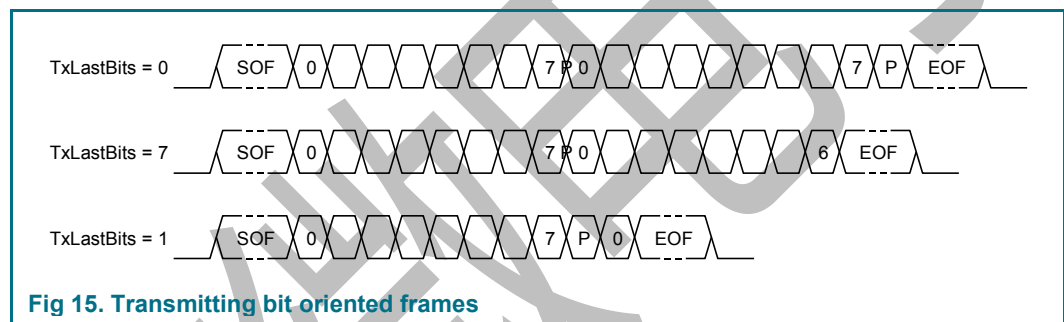 TxLastBits = 0 SOF 0 7 P 0 7 P EOF
TxLastBits = 7 SOF 0 7 P 0 6 EOF
TxLastBits = 1 SOF 0 7 P 0 EOF
Fig 15. Transmitting bit oriented frames